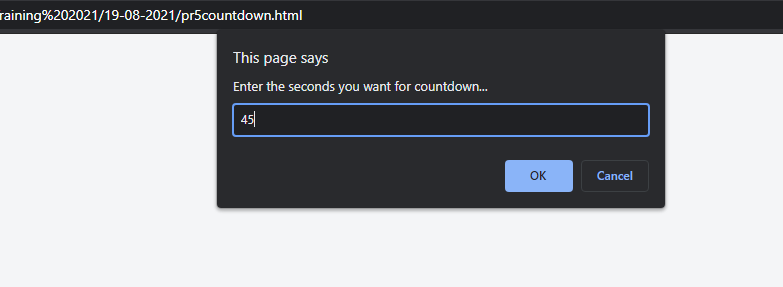 raining%202021/19-08-2021/pr5countdown.html
This page says
Enter the seconds you want for countdown...
45
OK
Cancel